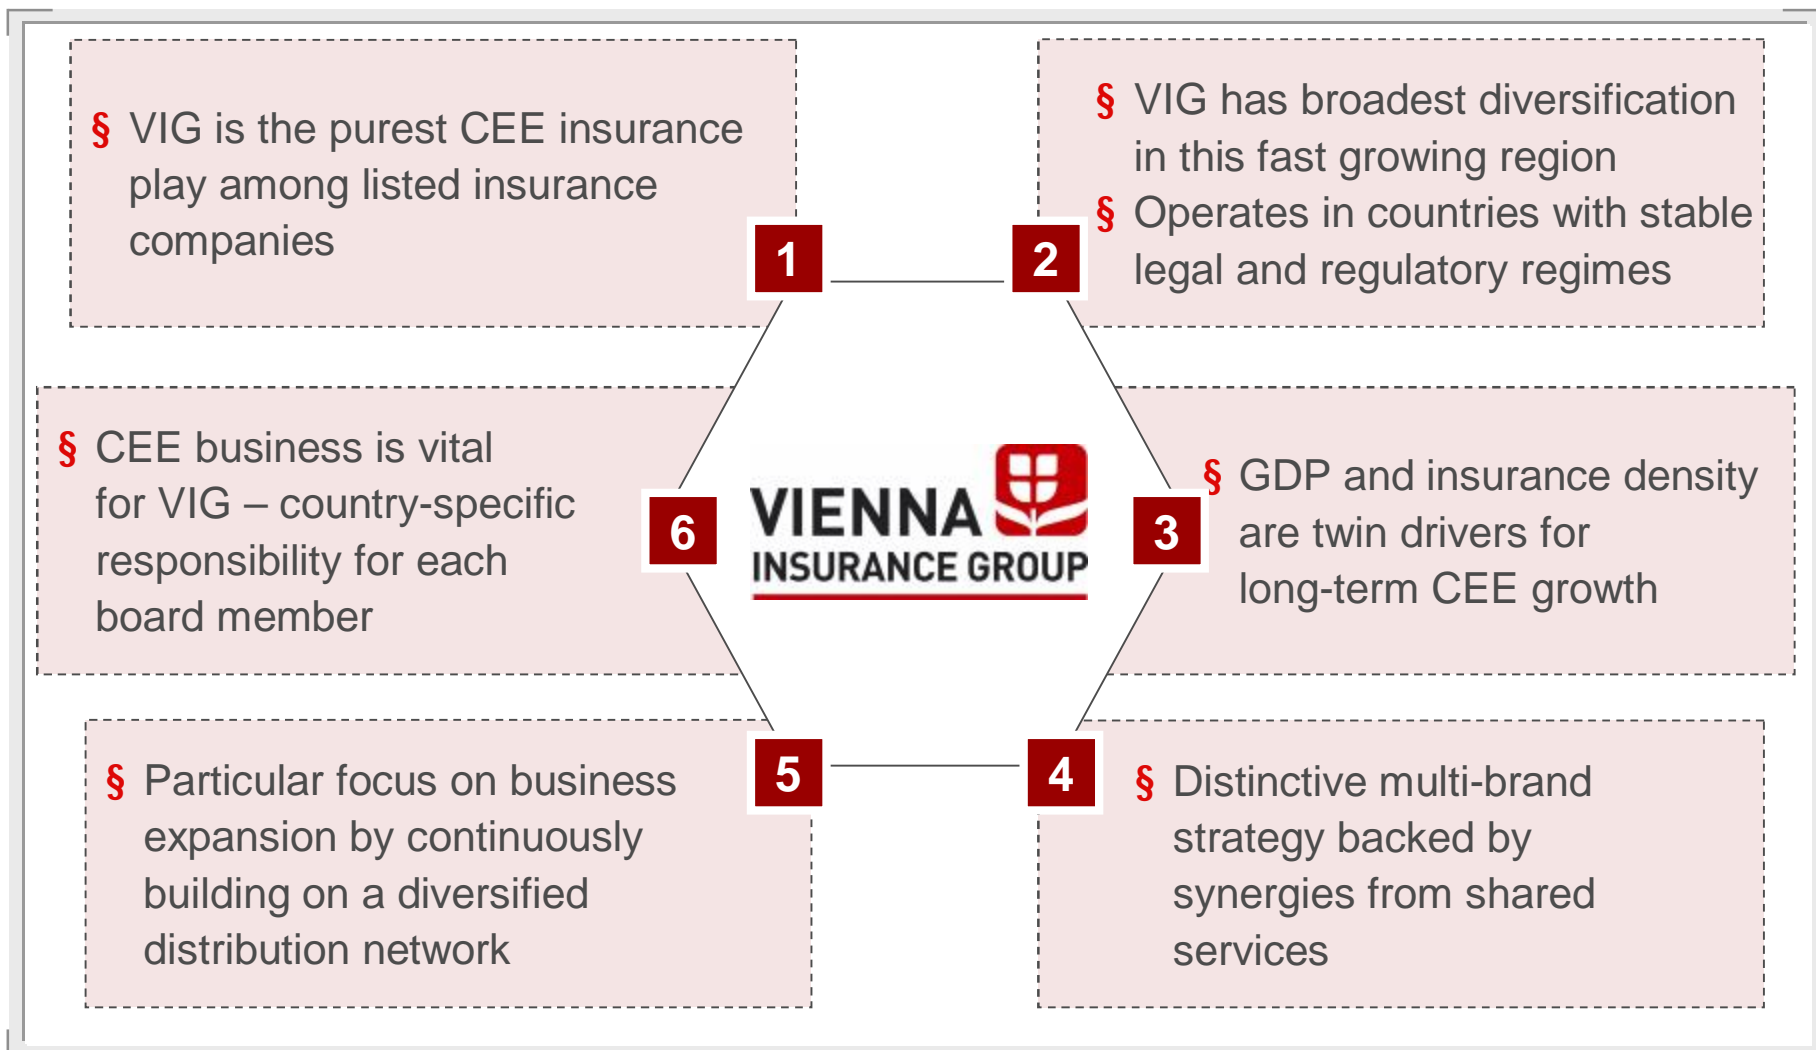 § VIG is the purest CEE insurance
play among listed insurance
companies
1
§ VIG has broadest diversification
in this fast growing region
§ Operates in countries with stable
legal and regulatory regimes
2
§ GDP and insurance density
are twin drivers for
long-term CEE growth
3
§ Distinctive multi-brand
strategy backed by
synergies from shared
services
4
§ Particular focus on business
expansion by continuously
building on a diversified
distribution network
5
§ CEE business is vital
for VIG – country-specific
responsibility for each
board member
6
VIENNA
INSURANCE GROUP